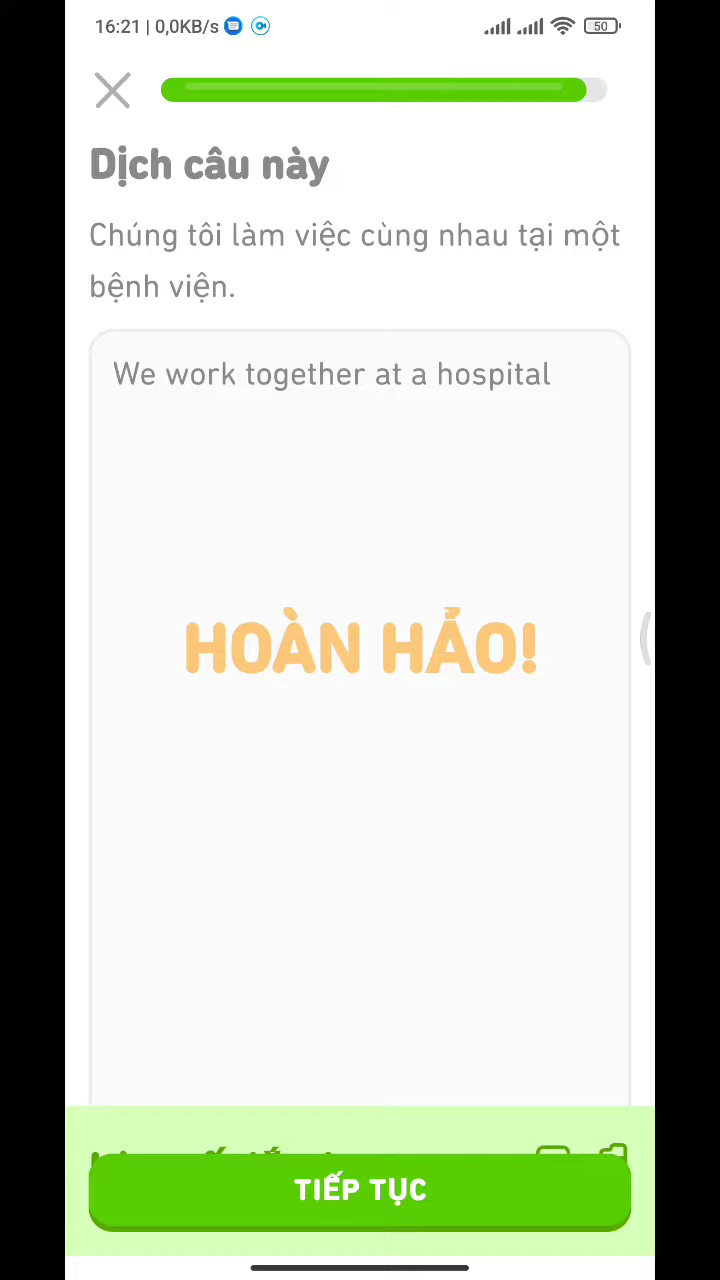 16:21 | 0,0KB/s
50
Dịch câu này
Chúng tôi làm việc cùng nhau tại một
bệnh viện.
We work together at a hospital
HOÀN HẢO!
TIẾP TỤC